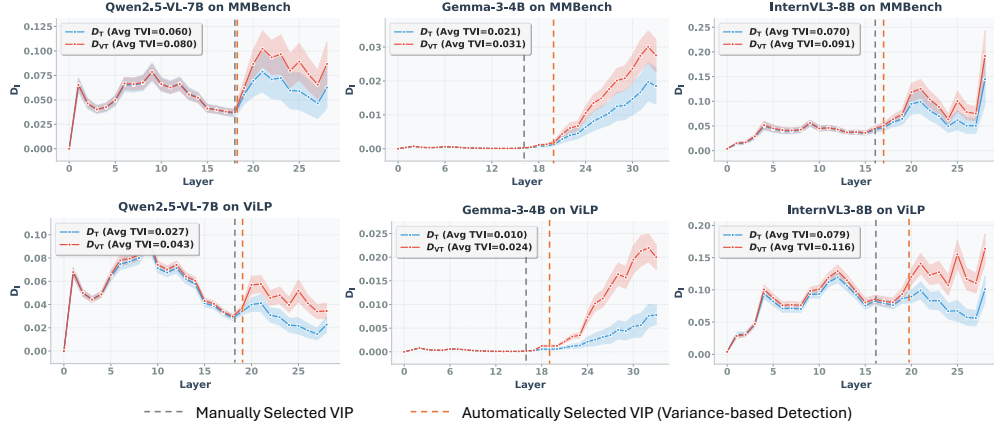 Qwen2.5-VL-7B on MMBench
D_T (Avg TVI=0.060)
D_VT (Avg TVI=0.080)
0.125
0.100
0.075
0.050
0.025
0.000
D_I
0 5 10 15 20 25
Layer
Gemma-3-4B on MMBench
D_T (Avg TVI=0.021)
D_VT (Avg TVI=0.031)
0.03
0.02
0.01
0.00
D_I
0 6 12 18 24 30
Layer
InternVL3-8B on MMBench
D_T (Avg TVI=0.070)
D_VT (Avg TVI=0.091)
0.25
0.20
0.15
0.10
0.05
0.00
D_I
0 5 10 15 20 25
Layer
Qwen2.5-VL-7B on ViLP
D_T (Avg TVI=0.027)
D_VT (Avg TVI=0.043)
0.10
0.08
0.06
0.04
0.02
0.00
D_I
0 5 10 15 20 25
Layer
Gemma-3-4B on ViLP
D_T (Avg TVI=0.010)
D_VT (Avg TVI=0.024)
0.025
0.020
0.015
0.010
0.005
0.000
D_I
0 6 12 18 24 30
Layer
InternVL3-8B on ViLP
D_T (Avg TVI=0.079)
D_VT (Avg TVI=0.116)
0.20
0.15
0.10
0.05
0.00
D_I
0 5 10 15 20 25
Layer
Manually Selected VIP
Automatically Selected VIP (Variance-based Detection)